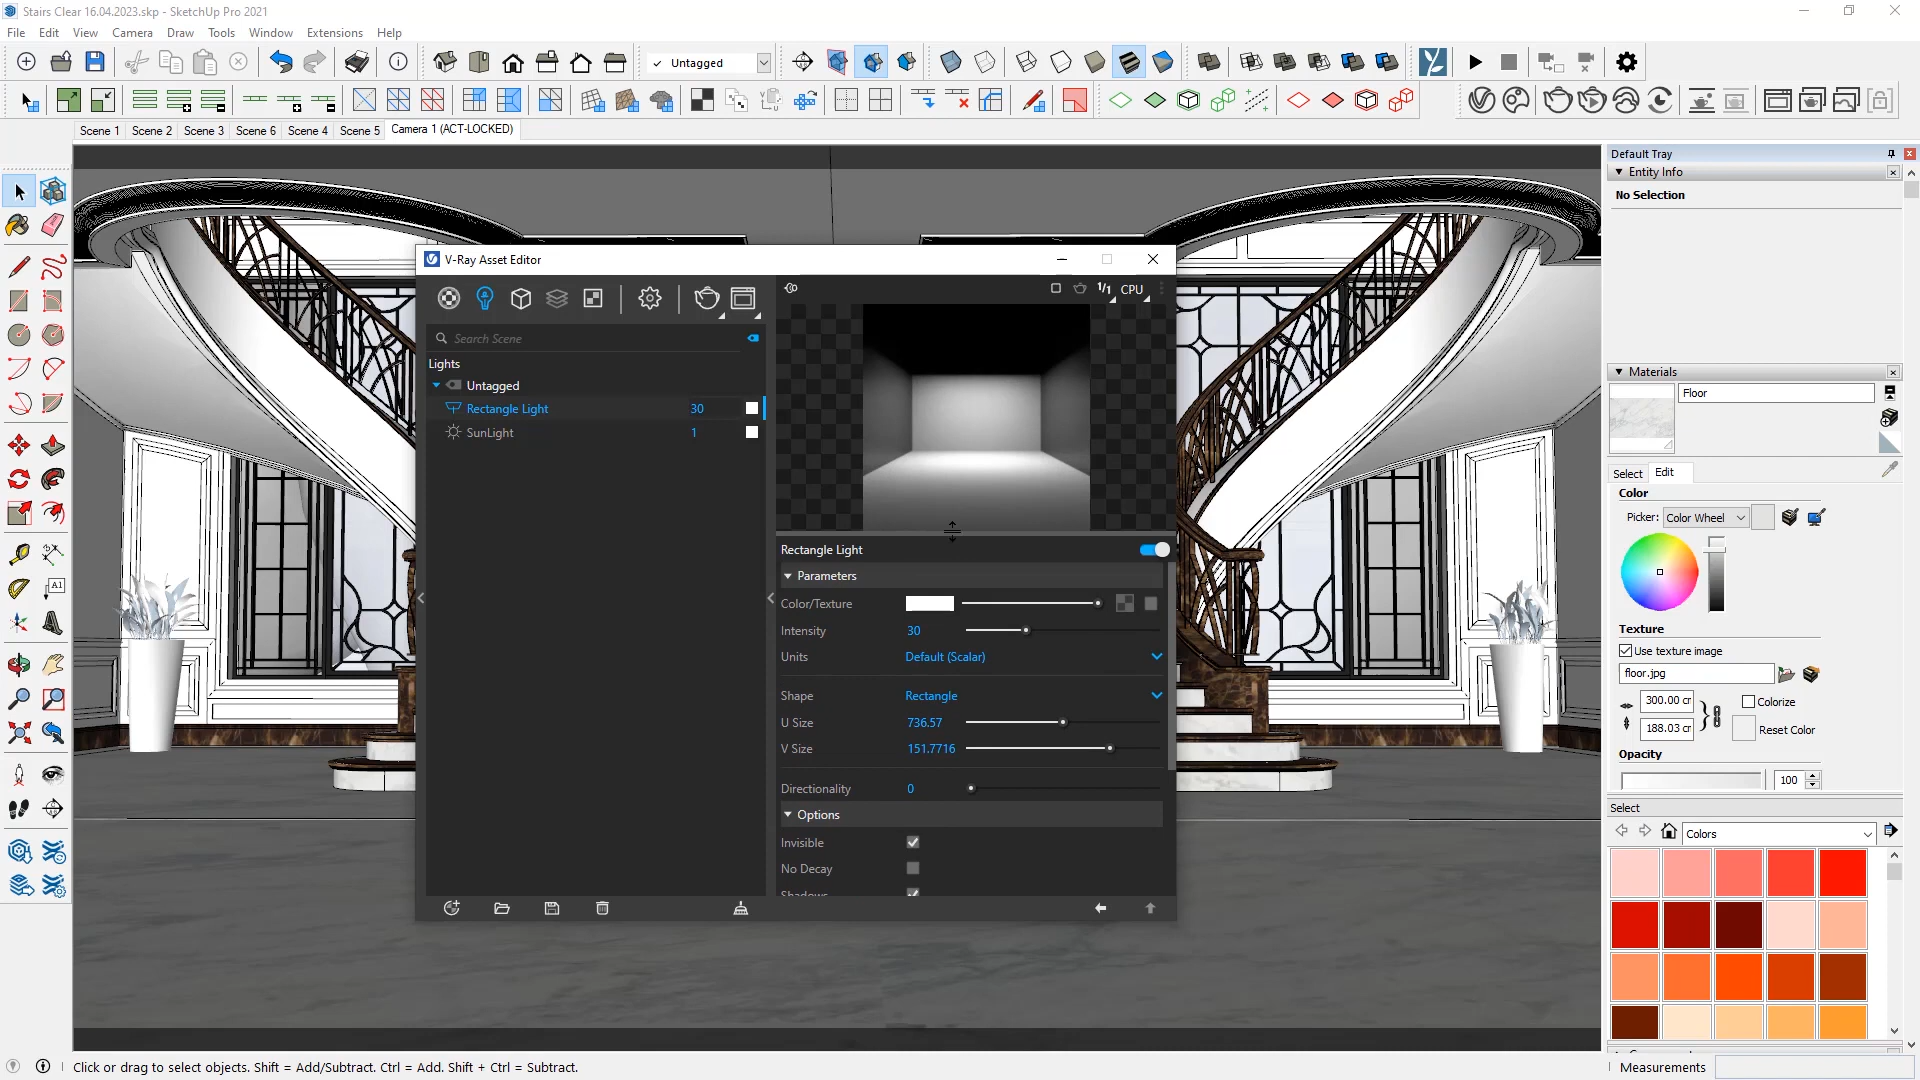 Stairs Clear 16.04.2023.skp - SketchUp Pro 2021
File Edit View Camera Draw Tools Window Extensions Help
Untagged
Scene 1 Scene 2 Scene 3 Scene 6 Scene 4 Scene 5 Camera 1 (ACT-LOCKED)
A1
V-Ray Asset Editor
1/1 CPU
Search Scene
Lights
Untagged
Rectangle Light 30
SunLight 1
Rectangle Light
Parameters
Color/Texture
Intensity 30
Units Default (Scalar)
Shape Rectangle
U Size 736.57
V Size 151.7716
Directionality 0
Options
Invisible
No Decay
Shadows
Default Tray
Entity Info
No Selection
Materials
Floor
Select Edit
Color
Picker: Color Wheel
Texture
Use texture image
floor.jpg
300.00 cm
Colorize
188.03 cm
Reset Color
Opacity
100
Select
Colors
Click or drag to select objects. Shift = Add/Subtract. Ctrl = Add. Shift + Ctrl = Subtract.
Measurements